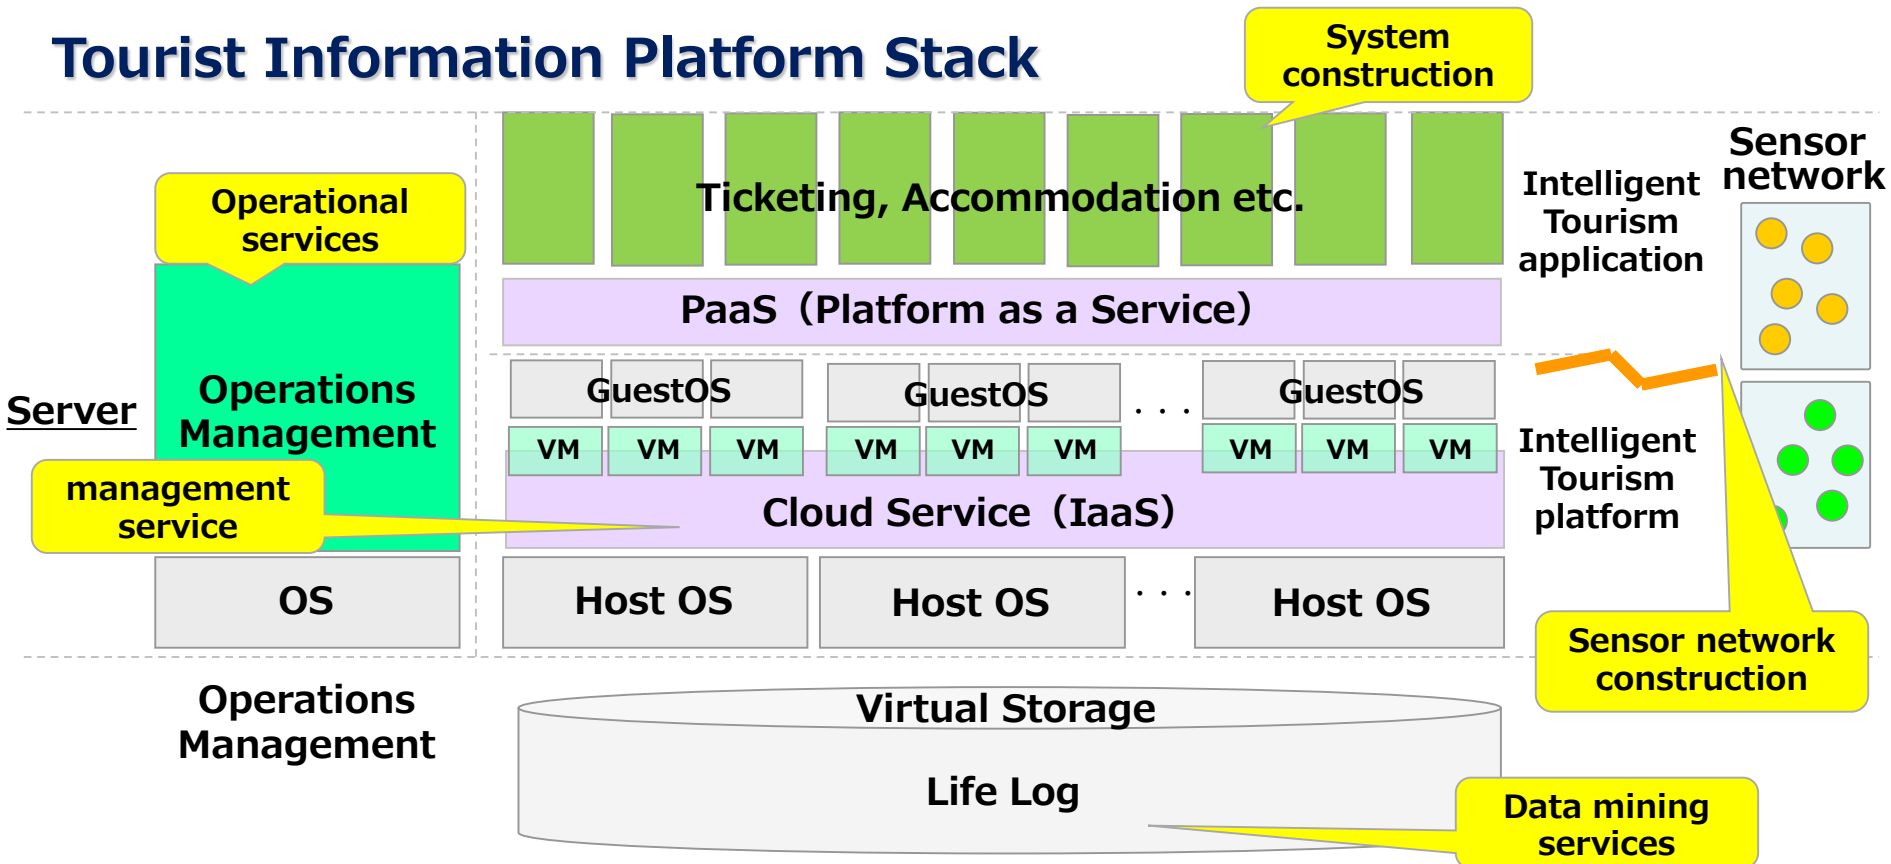 Tourist Information Platform Stack
System
construction
Operational
services
Ticketing, Accommodation etc.
Intelligent
Tourism
application
Sensor
network
PaaS（Platform as a Service）
Server
Operations
Management
GuestOS
GuestOS
. . .
GuestOS
VM
VM
VM
VM
VM
VM
VM
VM
VM
management
service
Cloud Service（IaaS）
Intelligent
Tourism
platform
OS
Host OS
Host OS
. . .
Host OS
Sensor network
construction
Operations
Management
Virtual Storage
Life Log
Data mining
services